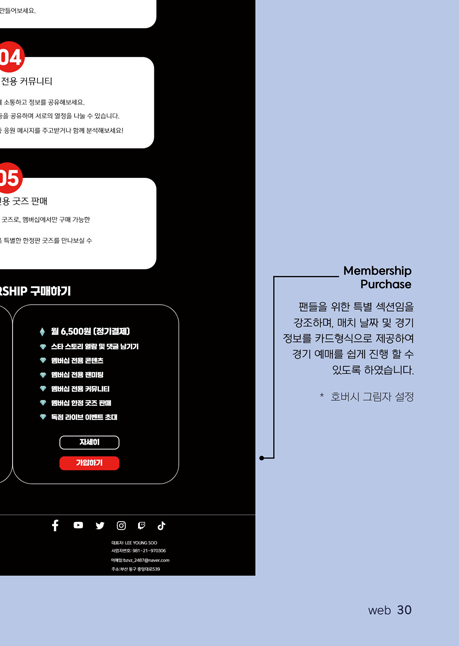 만들어보세요.
04
전용 커뮤니티
소통하고 정보를 공유해보세요.
공유하며 서로의 열정을 나눌 수 있습니다.
응원 메시지를 주고받거나 함께 분석해보세요!
05
용 굿즈 판매
굿즈로, 멤버십에서만 구매 가능한
특별한 한정판 굿즈를 만나보실 수
RSHIP 구매하기
월 6,500원 (정기결제)
스타 스토리 열람 및 댓글 남기기
멤버십 전용 콘텐츠
멤버십 전용 팬미팅
멤버십 전용 커뮤니티
멤버십 한정 굿즈 판매
독점 라이브 이벤트 초대
자세히
가입하기
대표자: LEE YOUNG SOO
사업자번호: 981-21-970306
이메일:bzxz_2487@naver.com
주소:부산 동구 중앙대로539
Membership
Purchase
팬들을 위한 특별 섹션임을
강조하며, 매치 날짜 및 경기
정보를 카드형식으로 제공하여
경기 예매를 쉽게 진행 할 수
있도록 하였습니다.
* 호버시 그림자 설정
web 30